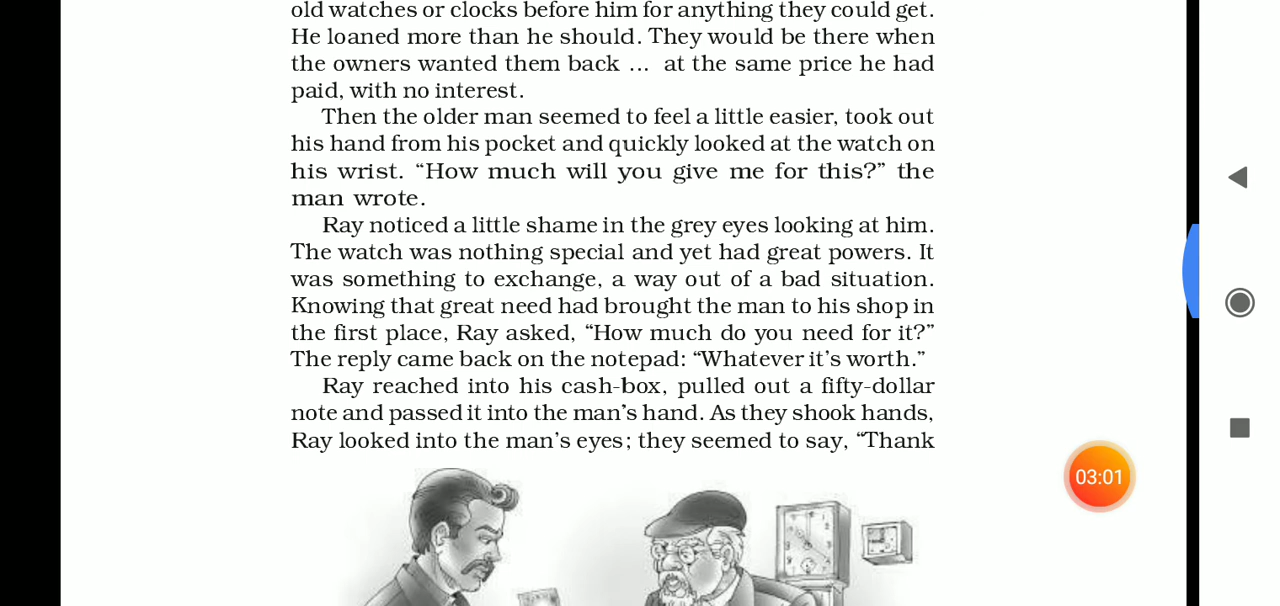 old watches or clocks before him for anything they could get.
He loaned more than he should. They would be there when
the owners wanted them back ... at the same price he had
paid, with no interest.
Then the older man seemed to feel a little easier, took out
his hand from his pocket and quickly looked at the watch on
his wrist. “How much will you give me for this?” the
man wrote.
Ray noticed a little shame in the grey eyes looking at him.
The watch was nothing special and yet had great powers. It
was something to exchange, a way out of a bad situation.
Knowing that great need had brought the man to his shop in
the first place, Ray asked, “How much do you need for it?”
The reply came back on the notepad: “Whatever it’s worth.”
Ray reached into his cash-box, pulled out a fifty-dollar
note and passed it into the man’s hand. As they shook hands,
Ray looked into the man’s eyes; they seemed to say, “Thank
03:01